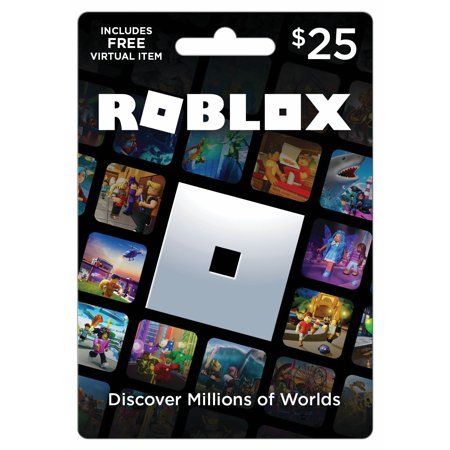 INCLUDES
FREE
VIRTUAL ITEM
$25
ROBLOX
Discover Millions of Worlds